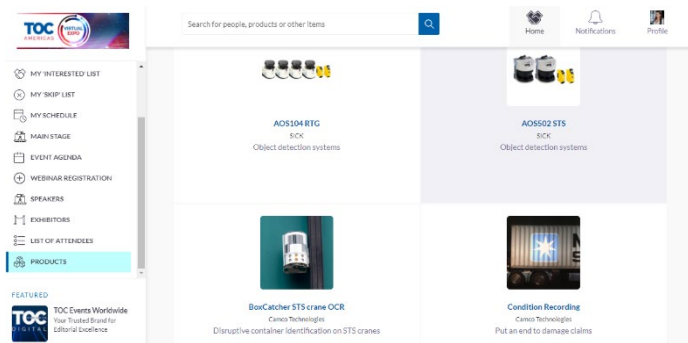 TOC
AMERICAS
VIRTUAL
EXPO
Search for people, products or other Items
Home
Notifications
Profile
MY 'INTERESTED' LIST
MY 'SKIP' LIST
MY SCHEDULE
MAIN STAGE
EVENT AGENDA
WEBINAR REGISTRATION
SPEAKERS
EXHIBITORS
LIST OF ATTENDEES
PRODUCTS
FEATURED
TOC
DIGITAL
TOC Events Worldwide
Your Trusted Brand for
Editorial Excellence
AOS104 RTG
SICK
Object detection systems
AOS502 STS
SICK
Object detection systems
BoxCatcher STS crane OCR
Camco Technologies
Disruptive container identification on STS cranes
Condition Recording
Camco Technologies
Put an end to damage claims